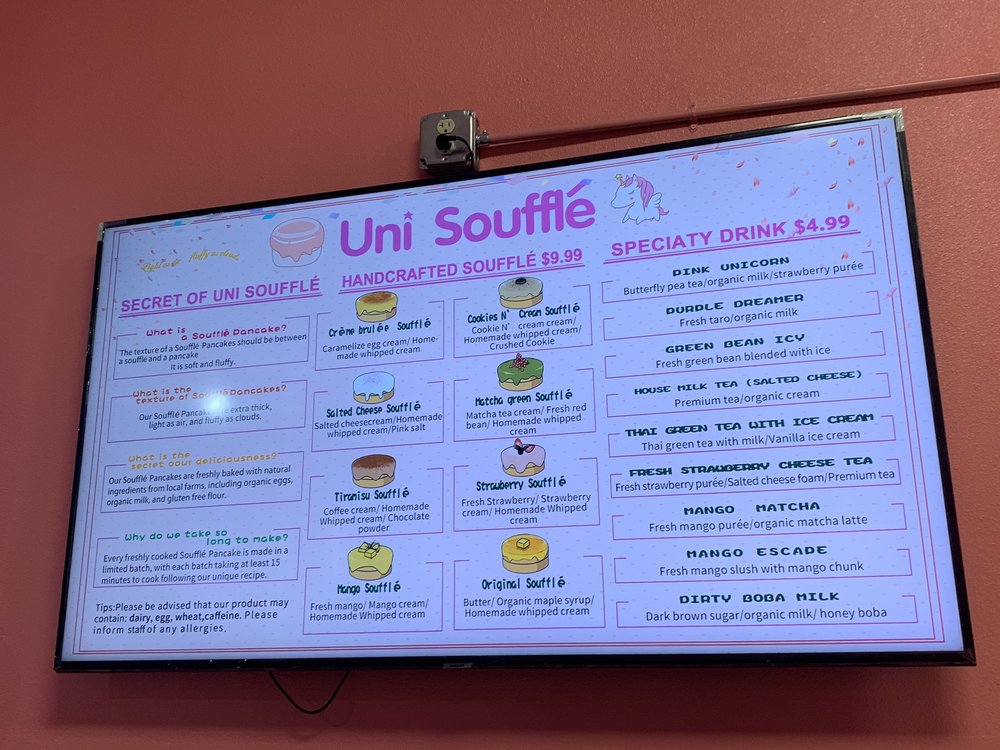 Uni Soufflé
Light as air fluffy as clouds
SECRET OF UNI SOUFFLÉ
What is
a Soufflé Pancake?
The texture of a Soufflé Pancakes should be between
a souffle and a pancake
It is soft and fluffy.
What is the
texture of Soufflé Pancakes?
Our Soufflé Pancakes are extra thick,
light as air, and fluffy as clouds.
What is the
secret pour deliciousness?
Our Soufflé Pancakes are freshly baked with natural
ingredients from local farms, including organic eggs,
organic milk, and gluten free flour.
Why do we take so
long to make?
Every freshly cooked Soufflé Pancake is made in a
limited batch, with each batch taking at least 15
minutes to cook following our unique recipe.
Tips:Please be advised that our product may
contain: dairy, egg, wheat,caffeine. Please
inform staff of any allergies.
HANDCRAFTED SOUFFLÉ $9.99
Crème brulée Soufflé
Caramelize egg cream/ Home-
made whipped cream
Cookies N' Cream Soufflé
Cookie N' cream cream/
Homemade whipped cream/
Crushed Cookie
Salted Cheese Soufflé
Salted cheesecream/Homemade
whipped cream/Pink salt
Matcha green Soufflé
Matcha tea cream/ Fresh red
bean/ Homemade whipped
cream
Tiramisu Soufflé
Coffee cream/ Homemade
Whipped cream/ Chocolate
powder
Strawberry Soufflé
Fresh Strawberry/ Strawberry
cream/ Homemade Whipped
cream
Mango Soufflé
Fresh mango/ Mango cream/
Homemade whipped cream
Original Soufflé
Butter/ Organic maple syrup/
Homemade whipped cream
SPECIATY DRINK $4.99
PINK UNICORN
Butterfly pea tea/organic milk/strawberry purée
PURPLE DREAMER
Fresh taro/organic milk
GREEN BEAN ICY
Fresh green bean blended with ice
HOUSE MILK TEA (SALTED CHEESE)
Premium tea/organic cream
THAI GREEN TEA WITH ICE CREAM
Thai green tea with milk/Vanilla ice cream
FRESH STRAWBERRY CHEESE TEA
Fresh strawberry purée/Salted cheese foam/Premium tea
MANGO MATCHA
Fresh mango purée/organic matcha latte
MANGO ESCADE
Fresh mango slush with mango chunk
DIRTY BOBA MILK
Dark brown sugar/organic milk/ honey boba